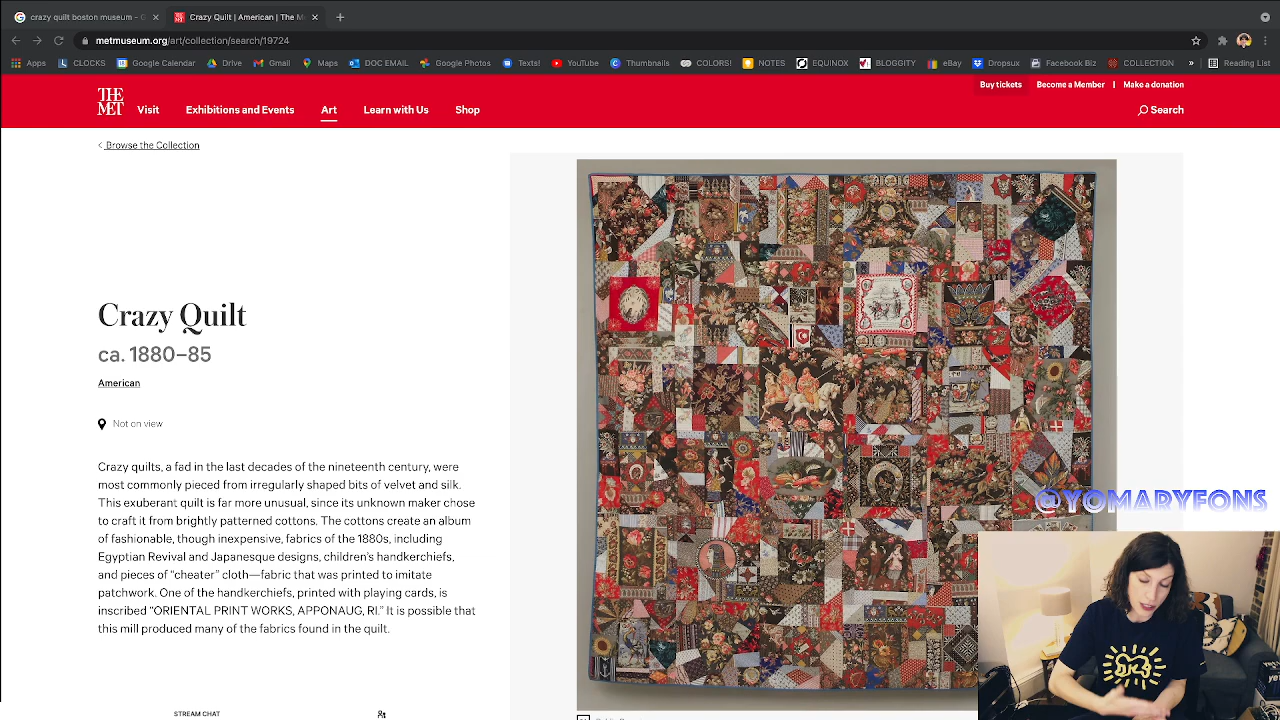 crazy quilt boston museum - G
Crazy Quilt | American | The M
metmuseum.org/art/collection/search/19724
Apps
CLOCKS
Google Calendar
Drive
Gmail
Maps
DOC EMAIL
Google Photos
Texts!
YouTube
Thumbnails
COLORS!
NOTES
EQUINOX
BLOGGITY
eBay
Dropsux
Facebook Biz
COLLECTION
»
Reading List
THE MET
Buy tickets
Become a Member
Make a donation
Visit
Exhibitions and Events
Art
Learn with Us
Shop
Search
Browse the Collection
Crazy Quilt
ca. 1880–85
American
Not on view
Crazy quilts, a fad in the last decades of the nineteenth century, were
most commonly pieced from irregularly shaped bits of velvet and silk.
This exuberant quilt is far more unusual, since its unknown maker chose
to craft it from brightly patterned cottons. The cottons create an album
of fashionable, though inexpensive, fabrics of the 1880s, including
Egyptian Revival and Japanesque designs, children's handkerchiefs,
and pieces of “cheater” cloth—fabric that was printed to imitate
patchwork. One of the handkerchiefs, printed with playing cards, is
inscribed “ORIENTAL PRINT WORKS, APPONAUG, RI.” It is possible that
this mill produced many of the fabrics found in the quilt.
@YOMARYFONS
STREAM CHAT